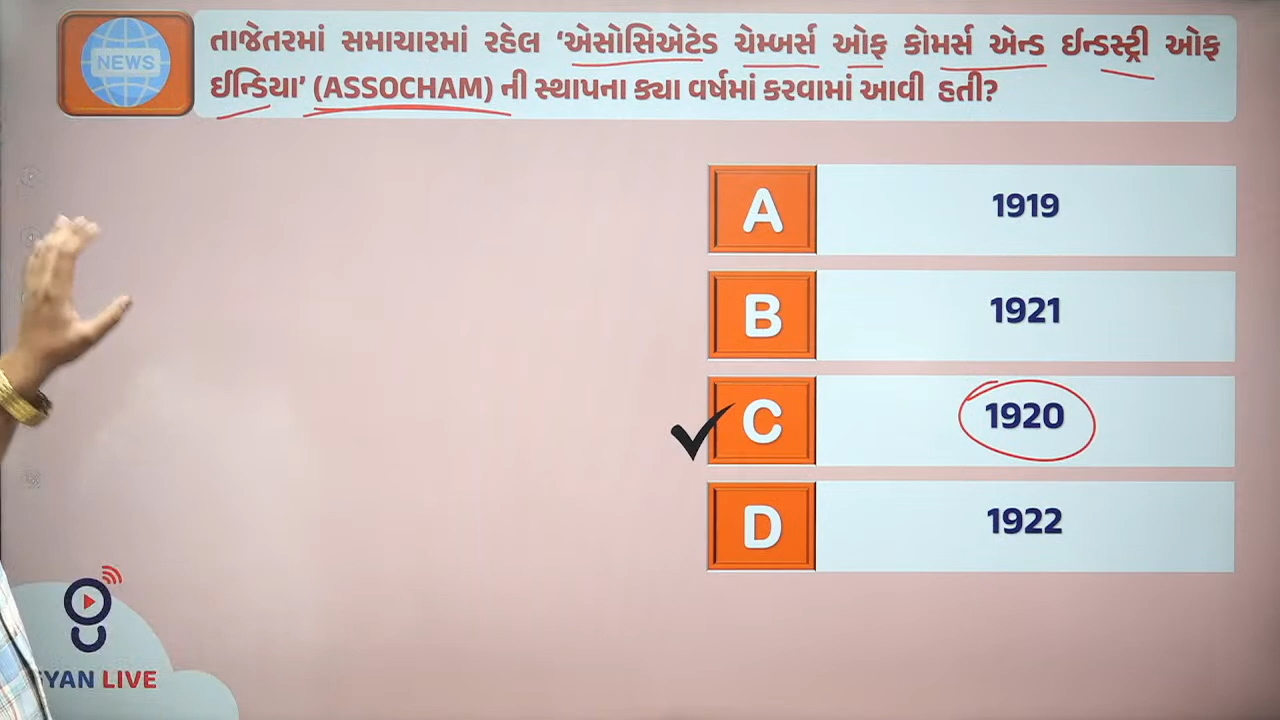 NEWS
તાજેતરમાં સમાચારમાં રહેલ ‘એસોસિએટેડ ચેમ્બર્સ ઓફ કોમર્સ એન્ડ ઈન્ડસ્ટ્રી ઓફ
ઈન્ડિયા’ (ASSOCHAM) ની સ્થાપના ક્યા વર્ષમાં કરવામાં આવી હતી?
A 1919
B 1921
C 1920
D 1922
YAN LIVE